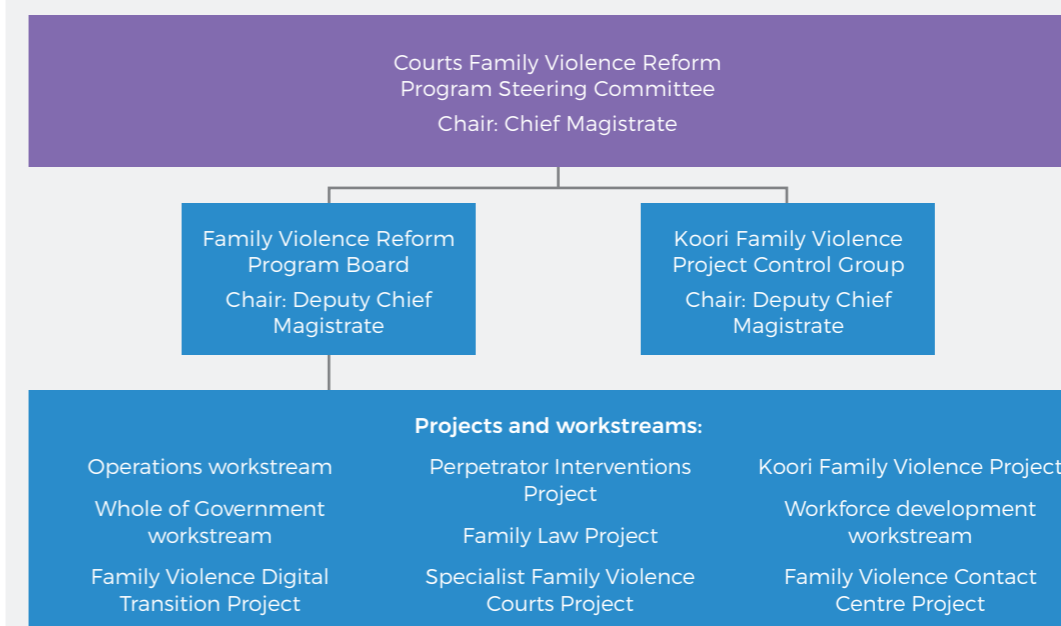 Courts Family Violence Reform
Program Steering Committee
Chair: Chief Magistrate
Family Violence Reform
Program Board
Chair: Deputy Chief
Magistrate
Koori Family Violence
Project Control Group
Chair: Deputy Chief
Magistrate
Projects and workstreams:
Operations workstream
Whole of Government
workstream
Family Violence Digital
Transition Project
Perpetrator Interventions
Project
Family Law Project
Specialist Family Violence
Courts Project
Koori Family Violence Project
Workforce development
workstream
Family Violence Contact
Centre Project